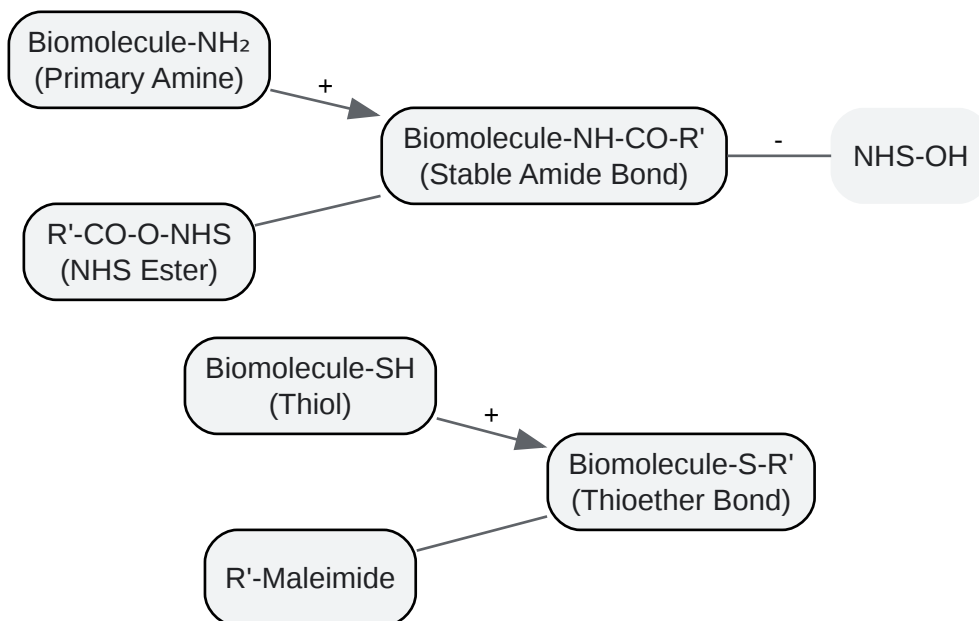 Biomolecule-NH₂
(Primary Amine)
+
Biomolecule-NH-CO-R'
(Stable Amide Bond)
-
NHS-OH
R'-CO-O-NHS
(NHS Ester)
Biomolecule-SH
(Thiol)
+
Biomolecule-S-R'
(Thioether Bond)
R'-Maleimide